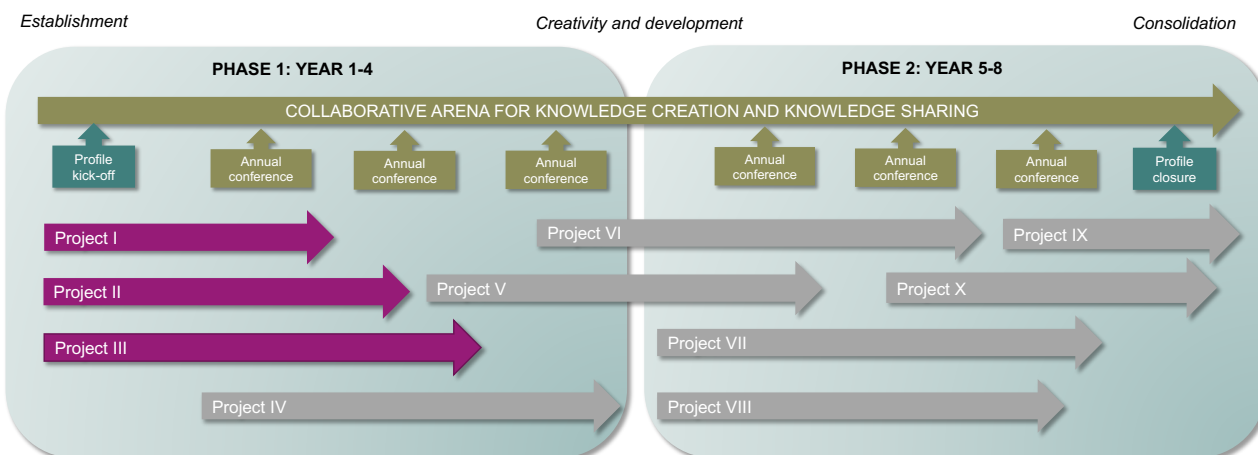 Establishment
Creativity and development
Consolidation
PHASE 1: YEAR 1-4
PHASE 2: YEAR 5-8
COLLABORATIVE ARENA FOR KNOWLEDGE CREATION AND KNOWLEDGE SHARING
Profile
kick-off
Annual
conference
Annual
conference
Annual
conference
Annual
conference
Annual
conference
Annual
conference
Profile
closure
Project I
Project VI
Project IX
Project II
Project V
Project X
Project III
Project VII
Project IV
Project VIII